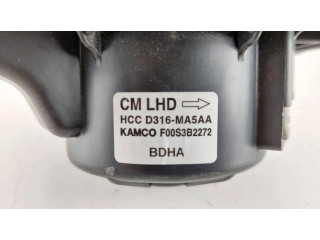 CM LHD ⇨
HCC D316-MA5AA
KAMCO F00S3B2272
BDHA